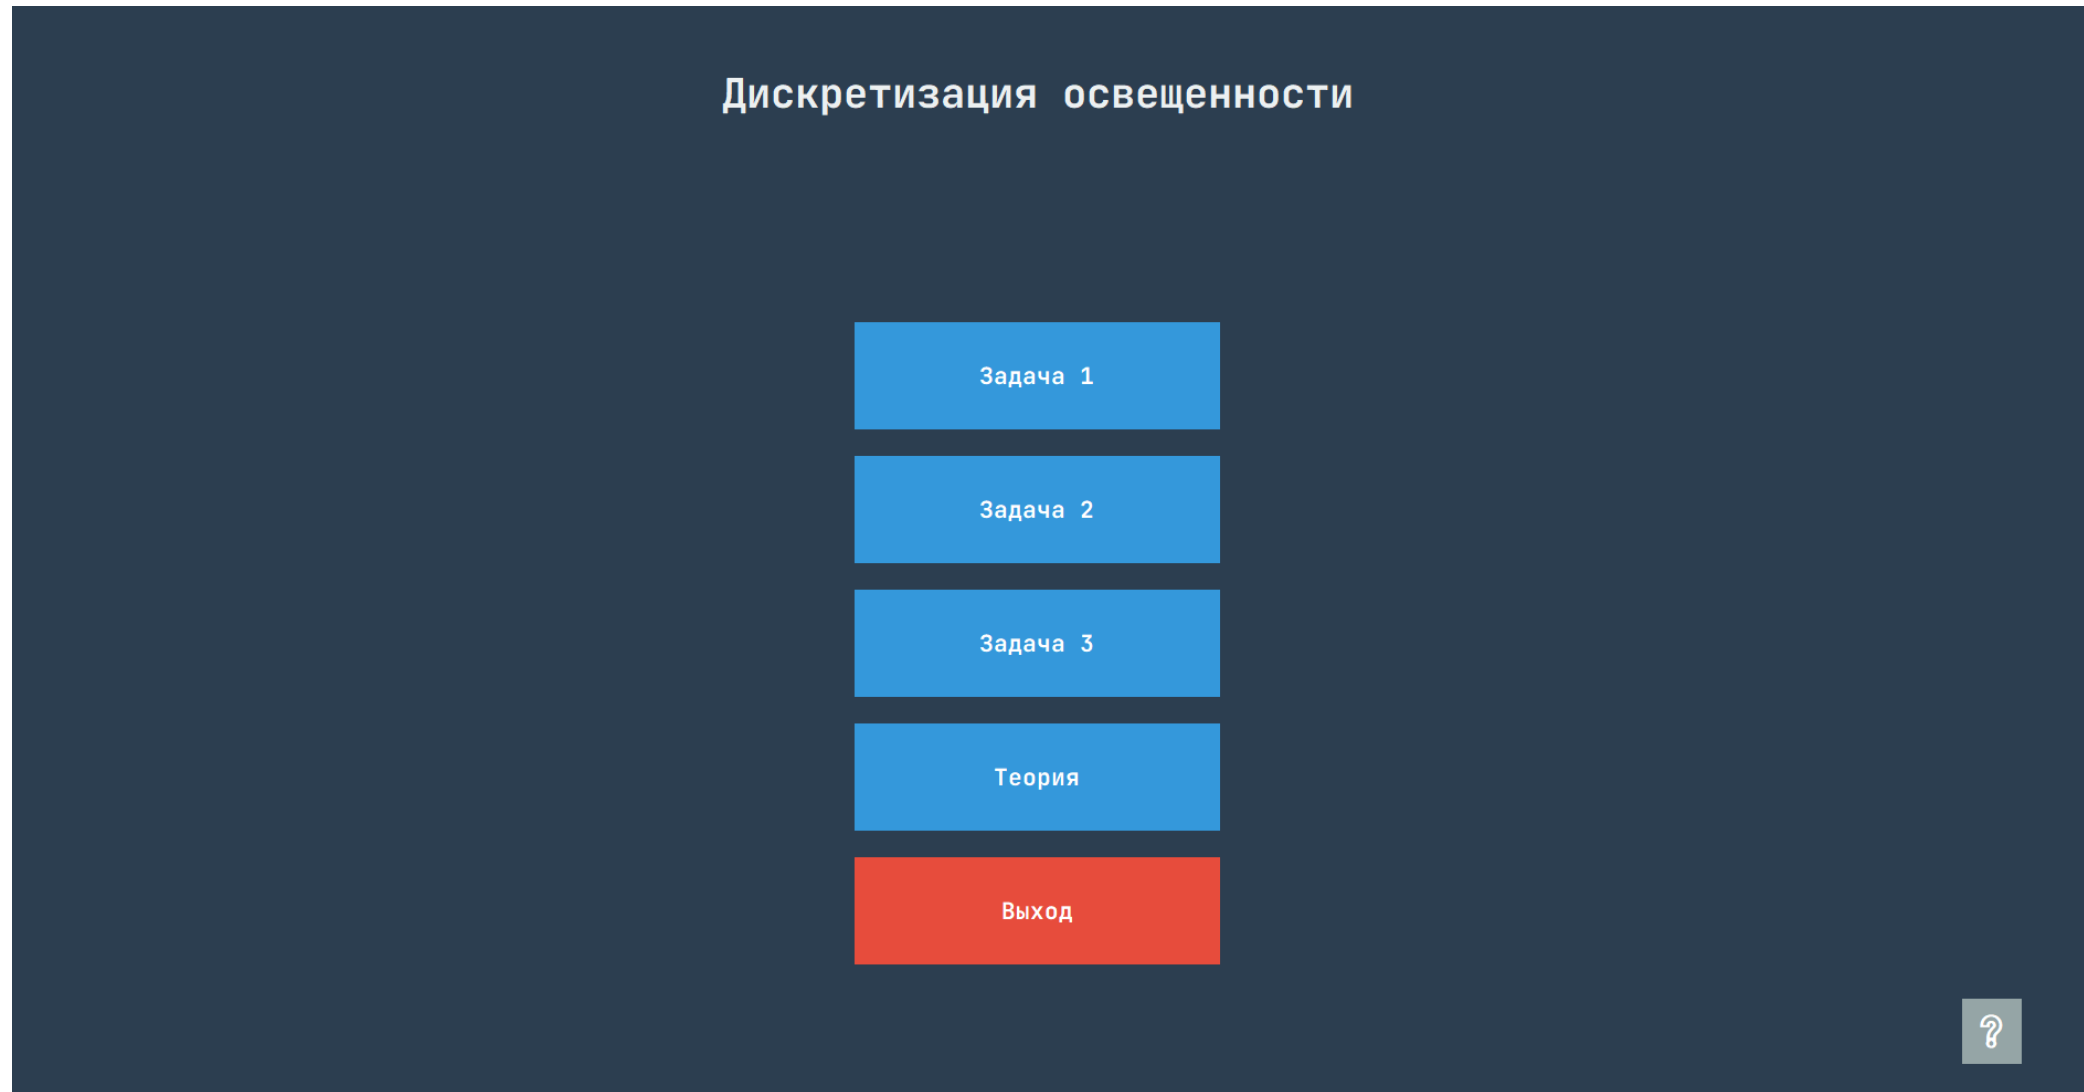 Дискретизация освещенности
Задача 1
Задача 2
Задача 3
Теория
Выход
?